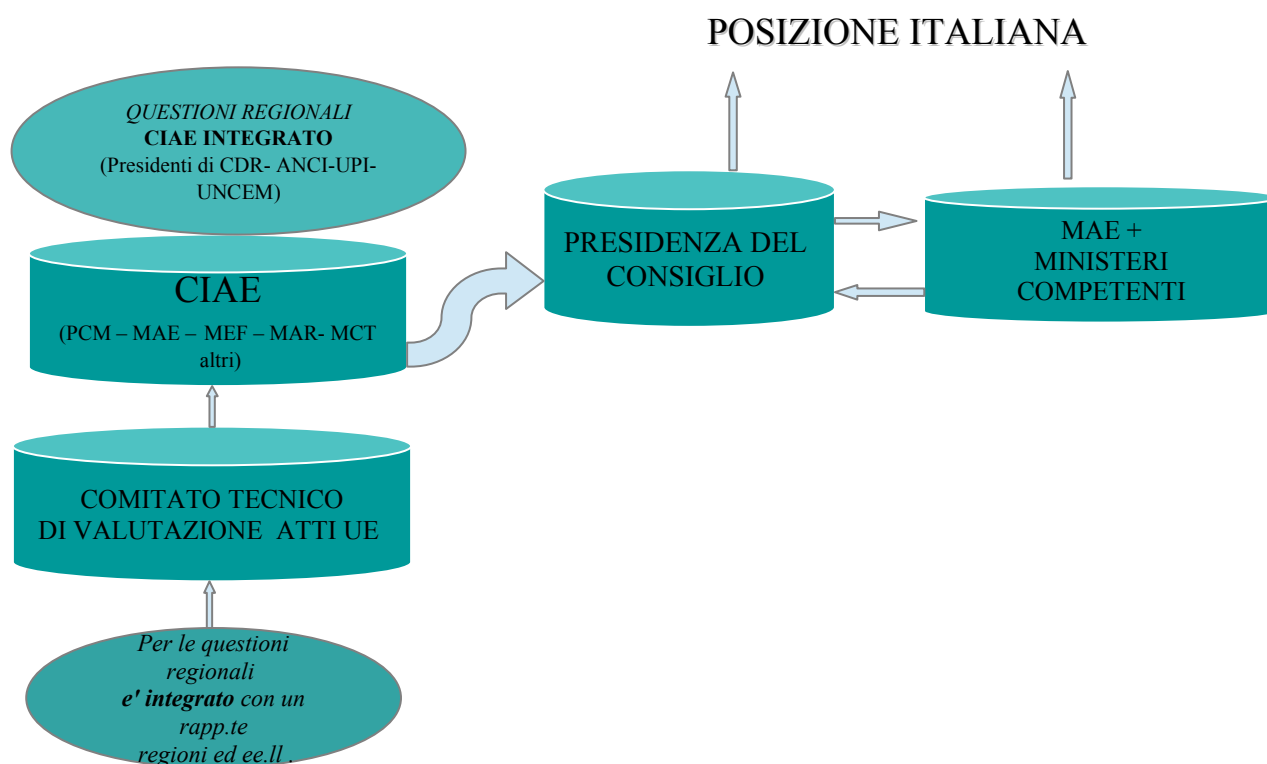 POSIZIONE ITALIANA
QUESTIONI REGIONALI
CIAE INTEGRATO
(Presidenti di CDR- ANCI-UPI-
UNCEM)
CIAE
(PCM – MAE – MEF – MAR- MCT
altri)
PRESIDENZA DEL
CONSIGLIO
MAE +
MINISTERI
COMPETENTI
COMITATO TECNICO
DI VALUTAZIONE ATTI UE
Per le questioni
regionali
e' integrato con un
rapp.te
regioni ed ee.ll .